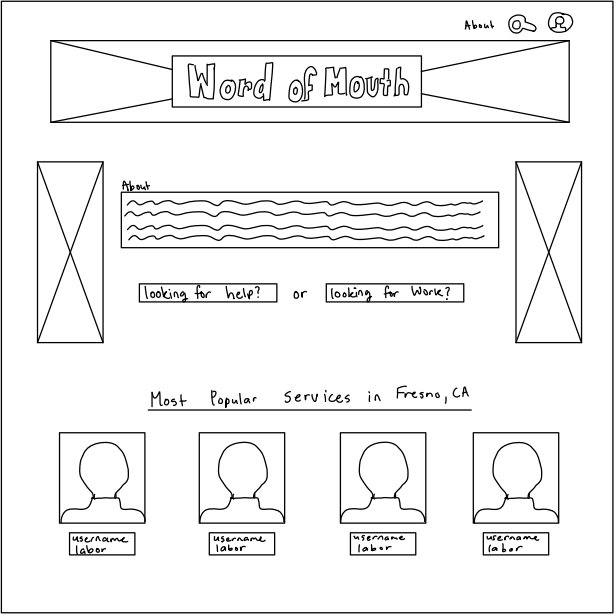 About
Word of Mouth
About
looking for help? or looking for work?
Most Popular Services in Fresno, CA
username
labor
username
labor
username
labor
username
labor